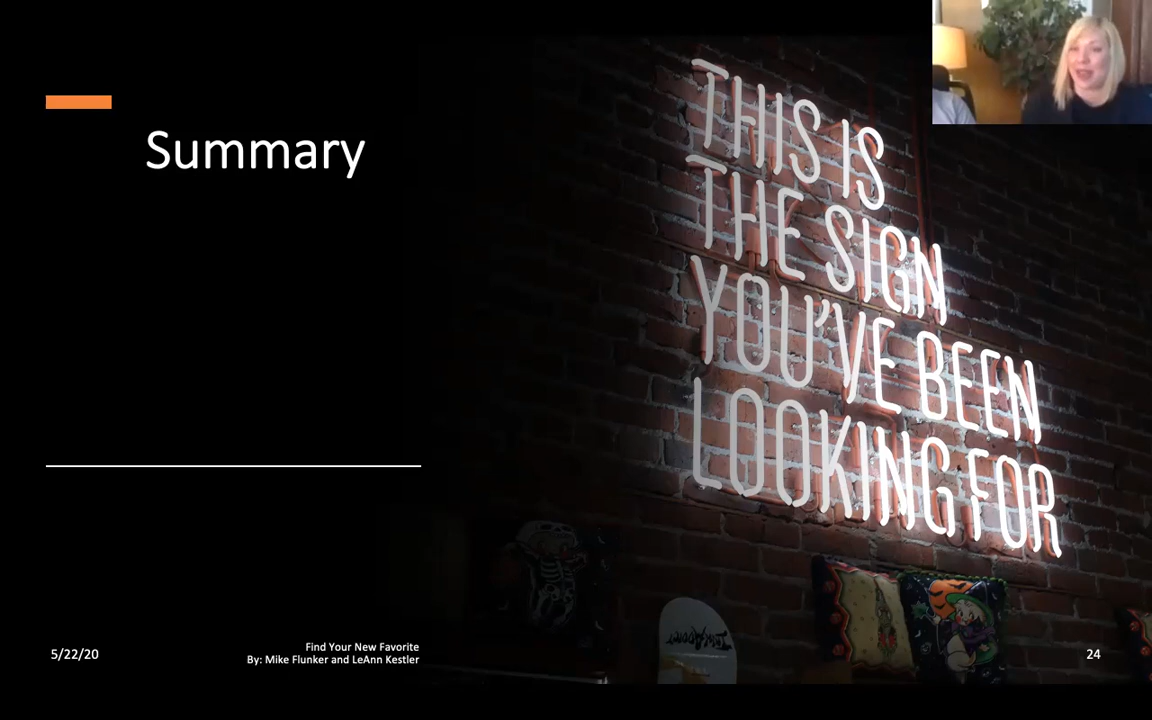 Summary
THIS IS
THE SIGN
YOU'VE BEEN
LOOKING FOR
5/22/20
Find Your New Favorite
By: Mike Flunker and LeAnn Kestler
24